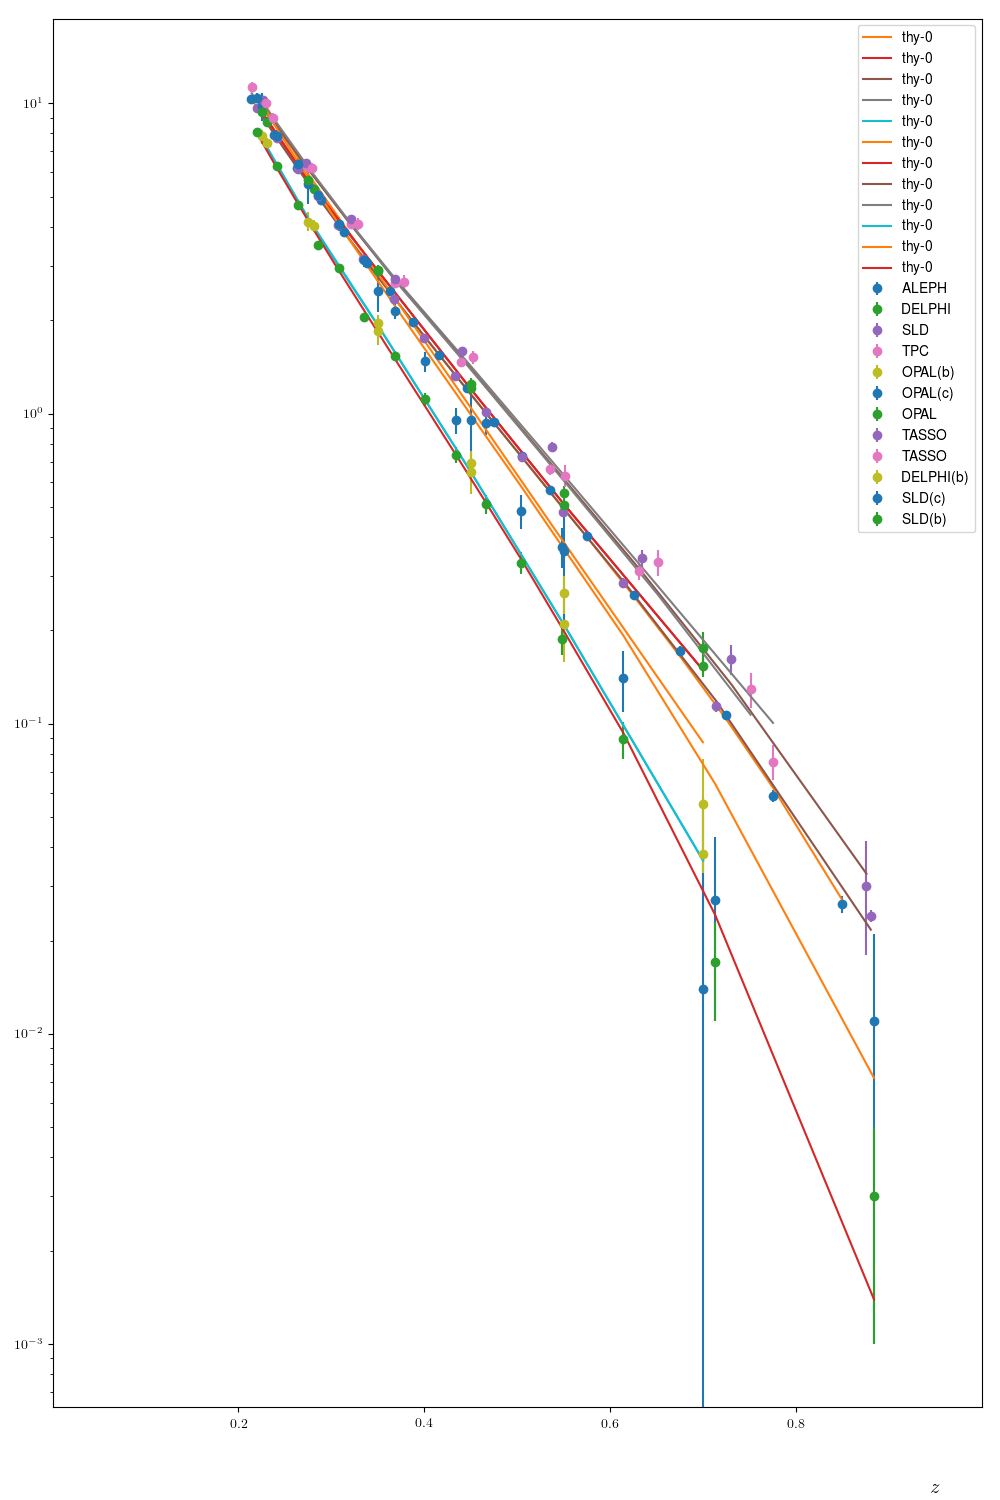 thy-0
thy-0
thy-0
thy-0
thy-0
thy-0
thy-0
thy-0
thy-0
thy-0
thy-0
thy-0
ALEPH
DELPHI
SLD
TPC
OPAL(b)
OPAL(c)
OPAL
TASSO
TASSO
DELPHI(b)
SLD(c)
SLD(b)
10^1
10^0
10^-1
10^-2
10^-3
0.2 0.4 0.6 0.8
z